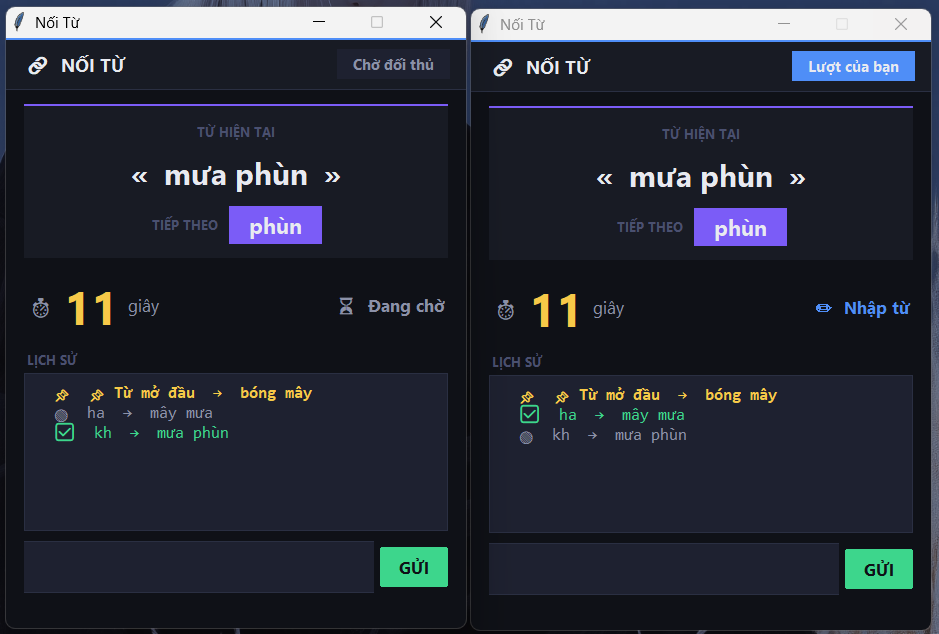 Nối Từ
NỐI TỪ
Chờ đối thủ
TỪ HIỆN TẠI
« mưa phùn »
TIẾP THEO phùn
11 giây
Đang chờ
LỊCH SỬ
Từ mở đầu → bóng mây
ha → mây mưa
kh → mưa phùn
GỬI
Nối Từ
NỐI TỪ
Lượt của bạn
TỪ HIỆN TẠI
« mưa phùn »
TIẾP THEO phùn
11 giây
Nhập từ
LỊCH SỬ
Từ mở đầu → bóng mây
ha → mây mưa
kh → mưa phùn
GỬI